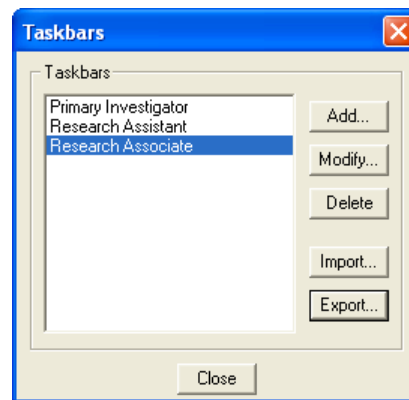 Taskbars
Taskbars
Primary Investigator
Research Assistant
Research Associate
Add...
Modify...
Delete
Import...
Export...
Close